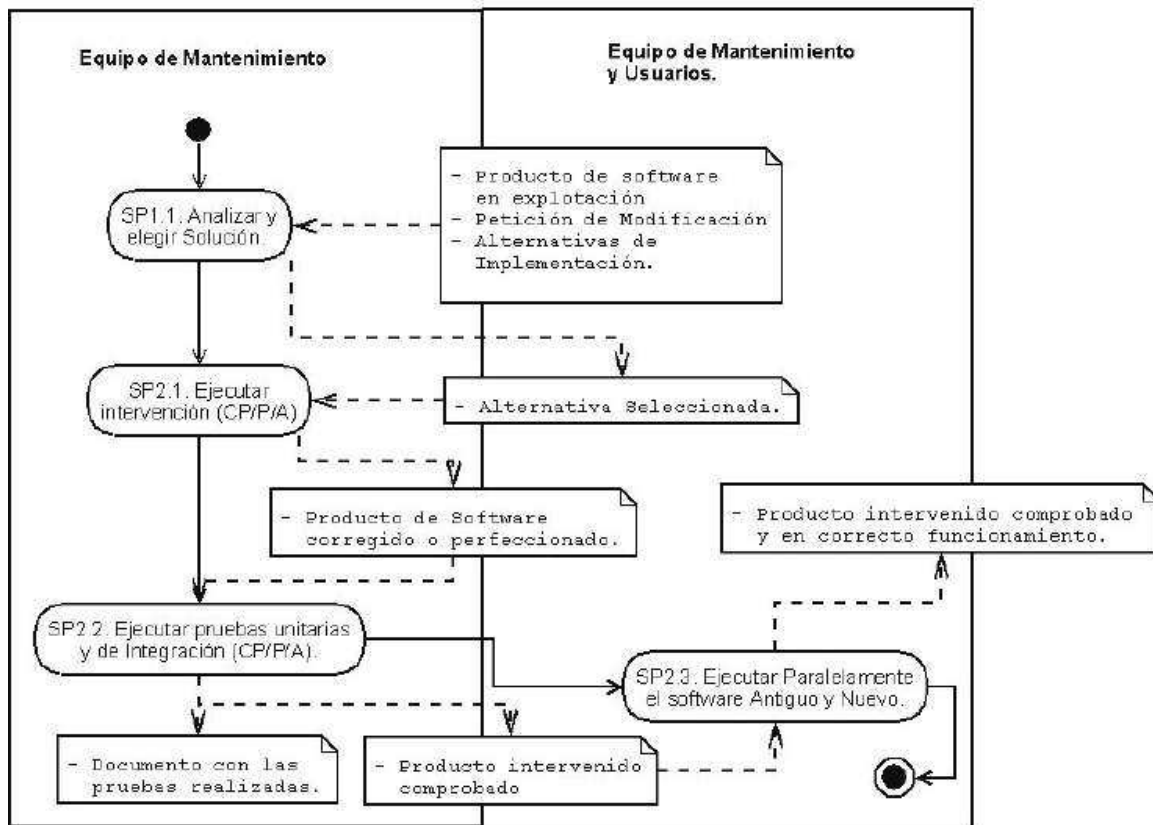 Equipo de Mantenimiento
Equipo de Mantenimiento
y Usuarios.
- Producto de software
en explotación
- Petición de Modificación
- Alternativas de
Implementación.
SP1.1. Analizar y
elegir Solución.
SP2.1. Ejecutar
intervención (CP/P/A)
- Alternativa Seleccionada.
- Producto de Software
corregido o perfeccionado.
- Producto intervenido comprobado
y en correcto funcionamiento.
SP2.2. Ejecutar pruebas unitarias
y de Integración (CP/P/A).
SP2.3. Ejecutar Paralelamente
el software Antiguo y Nuevo.
- Documento con las
pruebas realizadas.
- Producto intervenido
comprobado